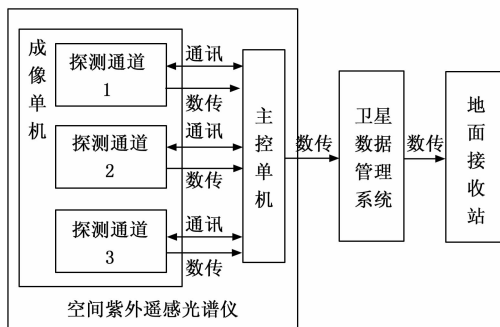 成像单机
探测通道
1
通讯
数传
探测通道
2
通讯
数传
探测通道
3
通讯
数传
主控单机
数传
卫星
数据
管理
系统
数传
地面接收站
空间紫外遥感光谱仪